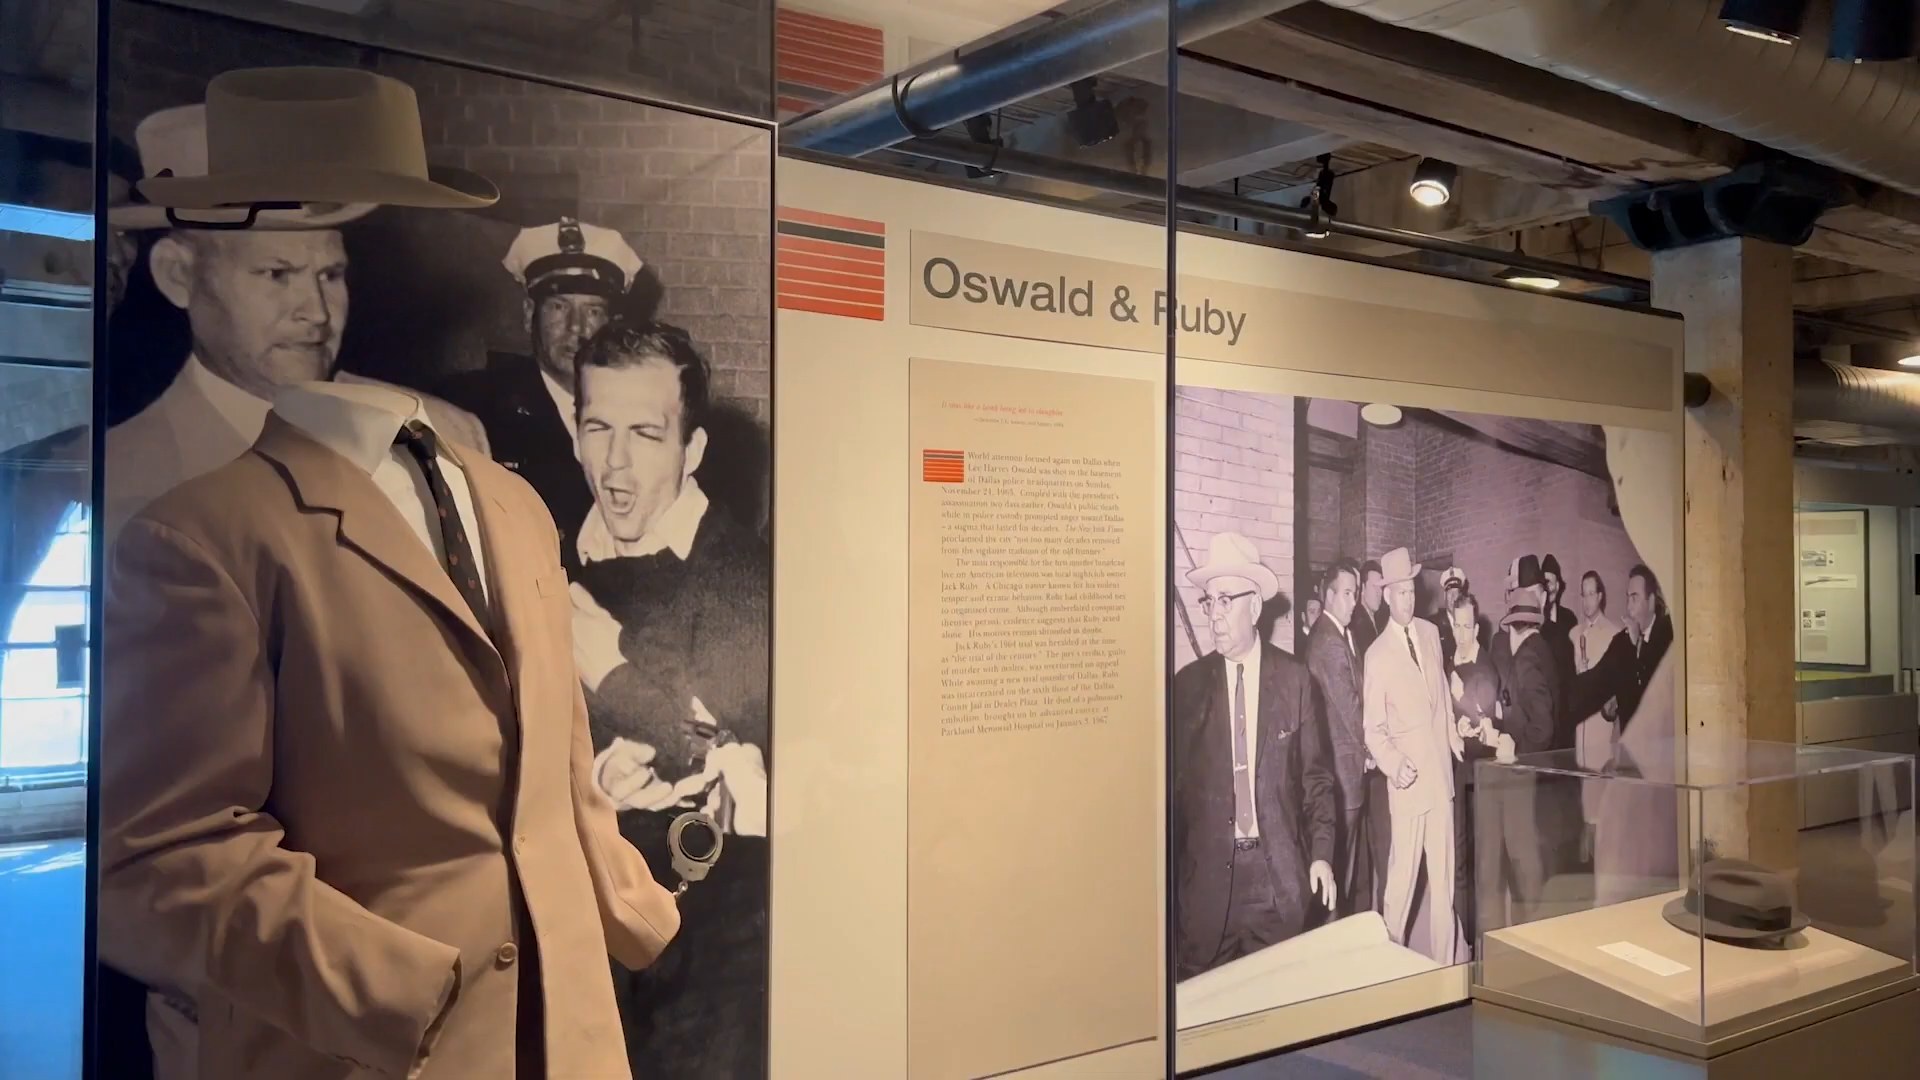 Oswald & Ruby
It was like a lamb being led to slaughter.
World attention focused again on Dallas when
Lee Harvey Oswald was shot in the basement
of Dallas police headquarters on Sunday,
November 24, 1963. Coupled with the president's
assassination two days earlier, Oswald's public death
while in police custody prompted anger toward Dallas
– a stigma that lasted for decades. The New York Times
proclaimed the city "not too many decades removed
from the vigilante tradition of the old frontier."
The man responsible for the first murder broadcast
live on American television was local nightclub owner
Jack Ruby. A Chicago native known for his violent
temper and erratic behavior, Ruby had childhood ties
to organized crime. Although unverified conspiracy
theories persist, evidence suggests that Ruby acted
alone. His motives remain shrouded in doubt.
Jack Ruby's 1964 trial was heralded at the time
as "the trial of the century." The jury's verdict, guilty
of murder with malice, was overturned on appeal.
While awaiting a new trial outside of Dallas, Ruby
was incarcerated on the sixth floor of the Dallas
County Jail in Dealey Plaza. He died of a pulmonary
embolism, brought on by advanced cancer, at
Parkland Memorial Hospital on January 3, 1967.